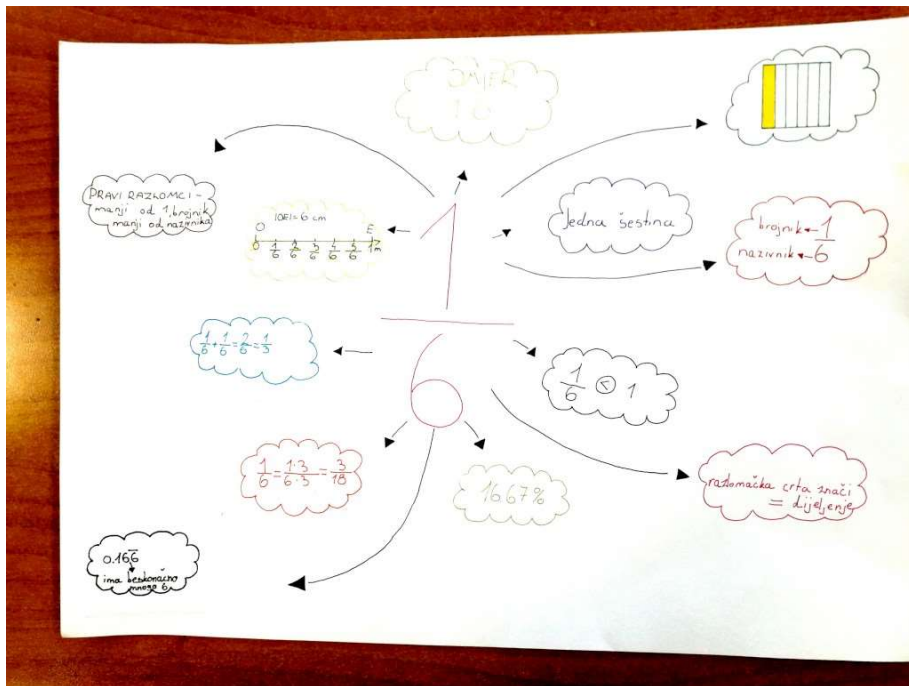 OMJER
1:6
PRAVI RAZLOMCI-
manji od 1, brojnik
manji od nazivnika
|OE|=6 cm
O E
0 1/6 2/6 3/6 4/6 5/6 1
Jedna šestina
brojnik 1
nazivnik 6
1
6
1/6+1/6=2/6=1/3
1/6 < 1
1/6=1·3/6·3=3/18
16.67%
razlomačka crta znači
= dijeljenje
0.166
ima beskonačno
mnogo 6